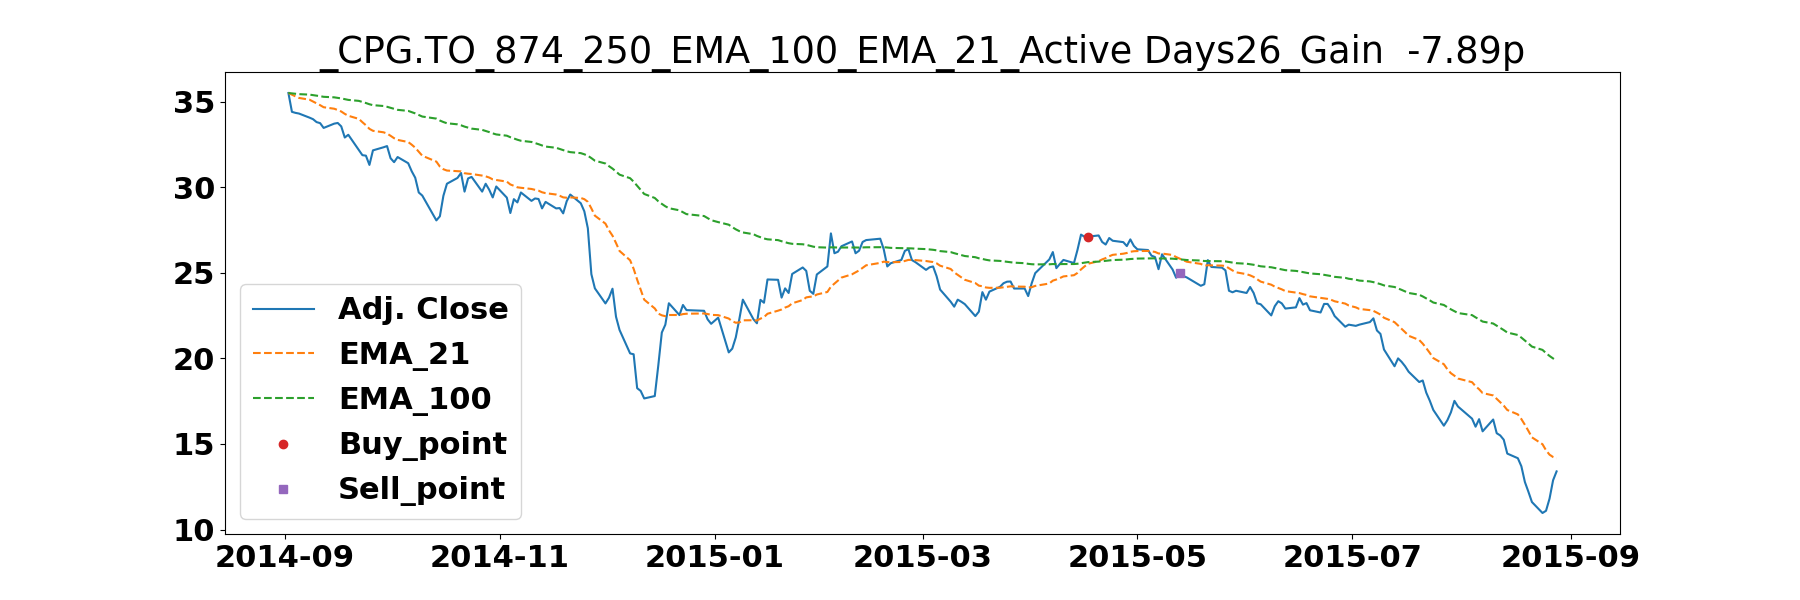 _CPG.TO_874_250_EMA_100_EMA_21_Active Days26_Gain  -7.89p
35
30
25
20
15
10
Adj. Close
EMA_21
EMA_100
Buy_point
Sell_point
2014-09 2014-11 2015-01 2015-03 2015-05 2015-07 2015-09